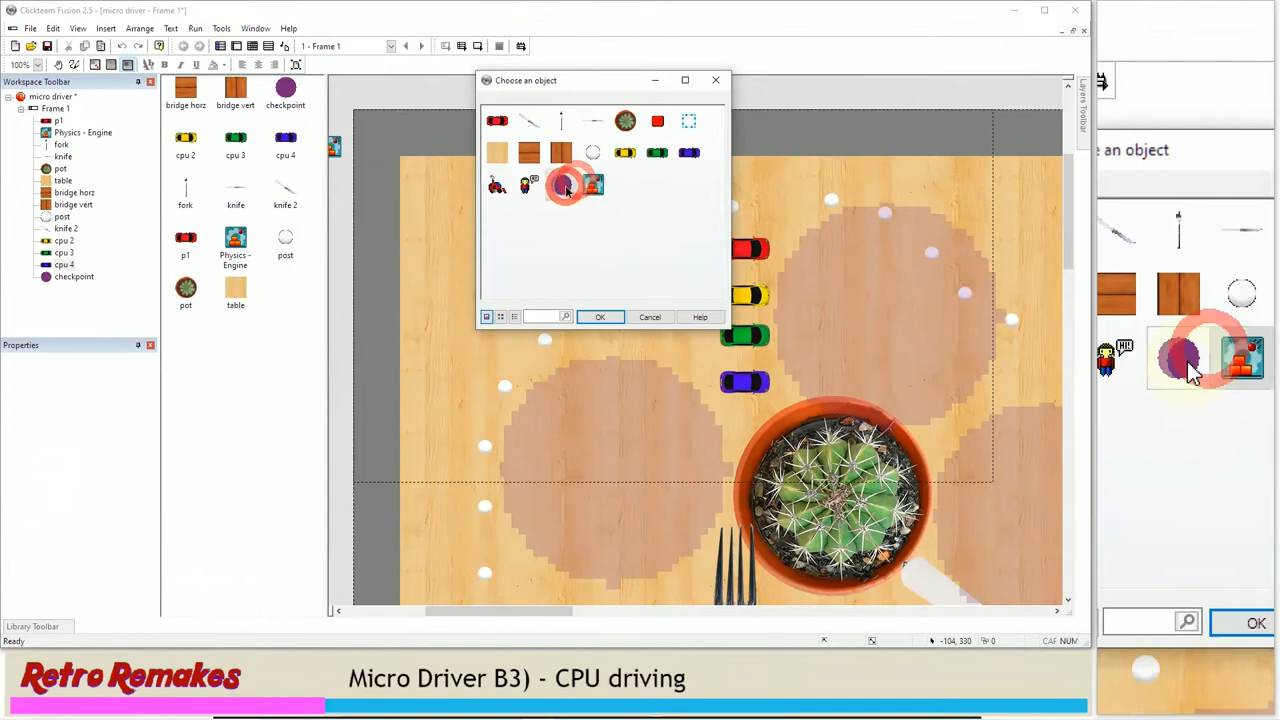 Clickteam Fusion 2.5 - [micro driver - Frame 1*]
File Edit View Insert Arrange Text Run Tools Window Help
1 - Frame 1
100%
B I U
Workspace Toolbar
micro driver *
Frame 1
p1
Physics - Engine
fork
knife
pot
table
bridge horz
bridge vert
post
knife 2
cpu 2
cpu 3
cpu 4
checkpoint
Properties
bridge horz bridge vert checkpoint
cpu 2 cpu 3 cpu 4
fork knife knife 2
p1 Physics - Engine post
pot table
Choose an object
HI!
OK Cancel Help
Layers Toolbar
e an object
HI!
OK
Library Toolbar
Ready
-104, 330
0
CAF NUM
Retro Remakes
Micro Driver B3) - CPU driving